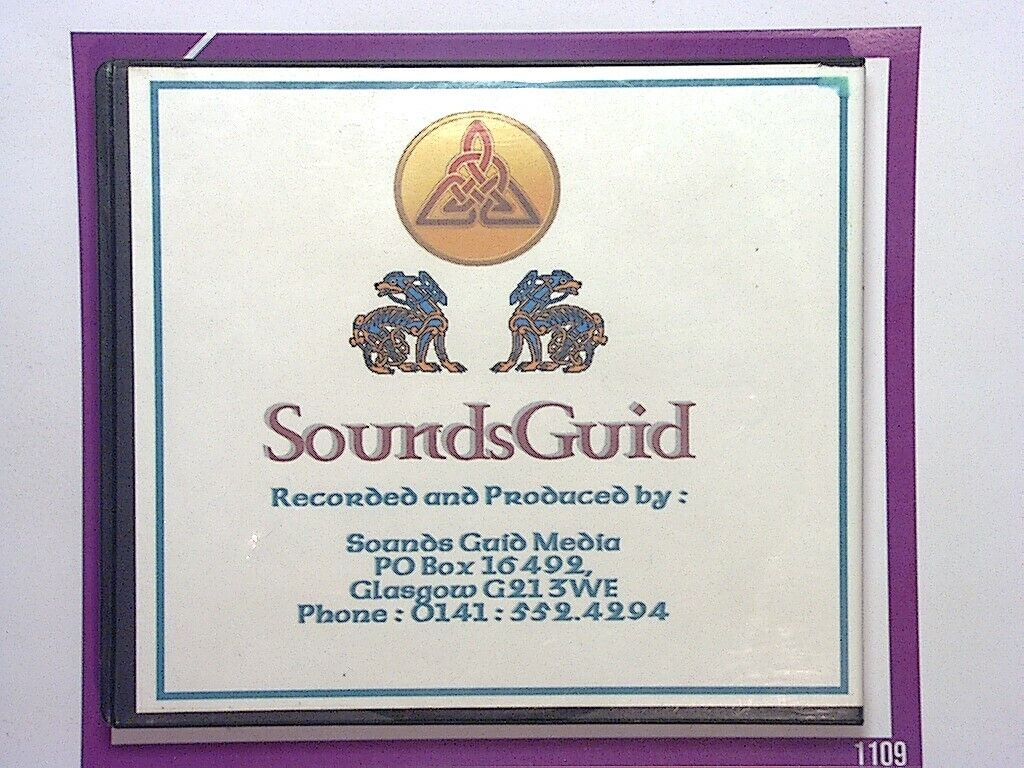 SoundsGuid
Recorded and Produced by :
Sounds Guid Media
PO Box 16492,
Glasgow G21 3WE
Phone : 0141 : 552.4294
1109